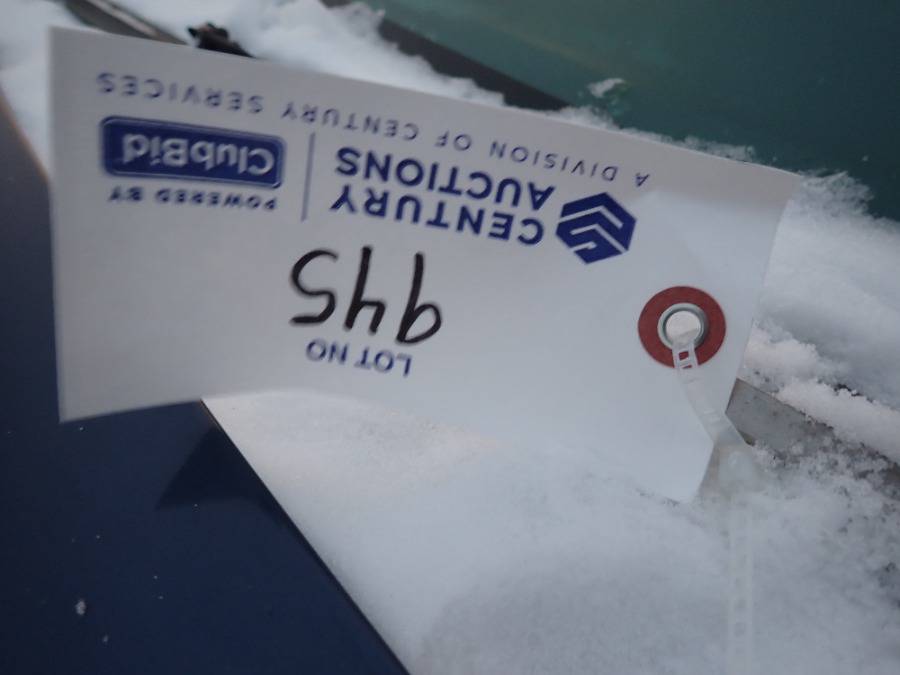 LOT NO
945
CENTURY
AUCTIONS
A DIVISION OF CENTURY SERVICES
POWERED BY
ClubBid